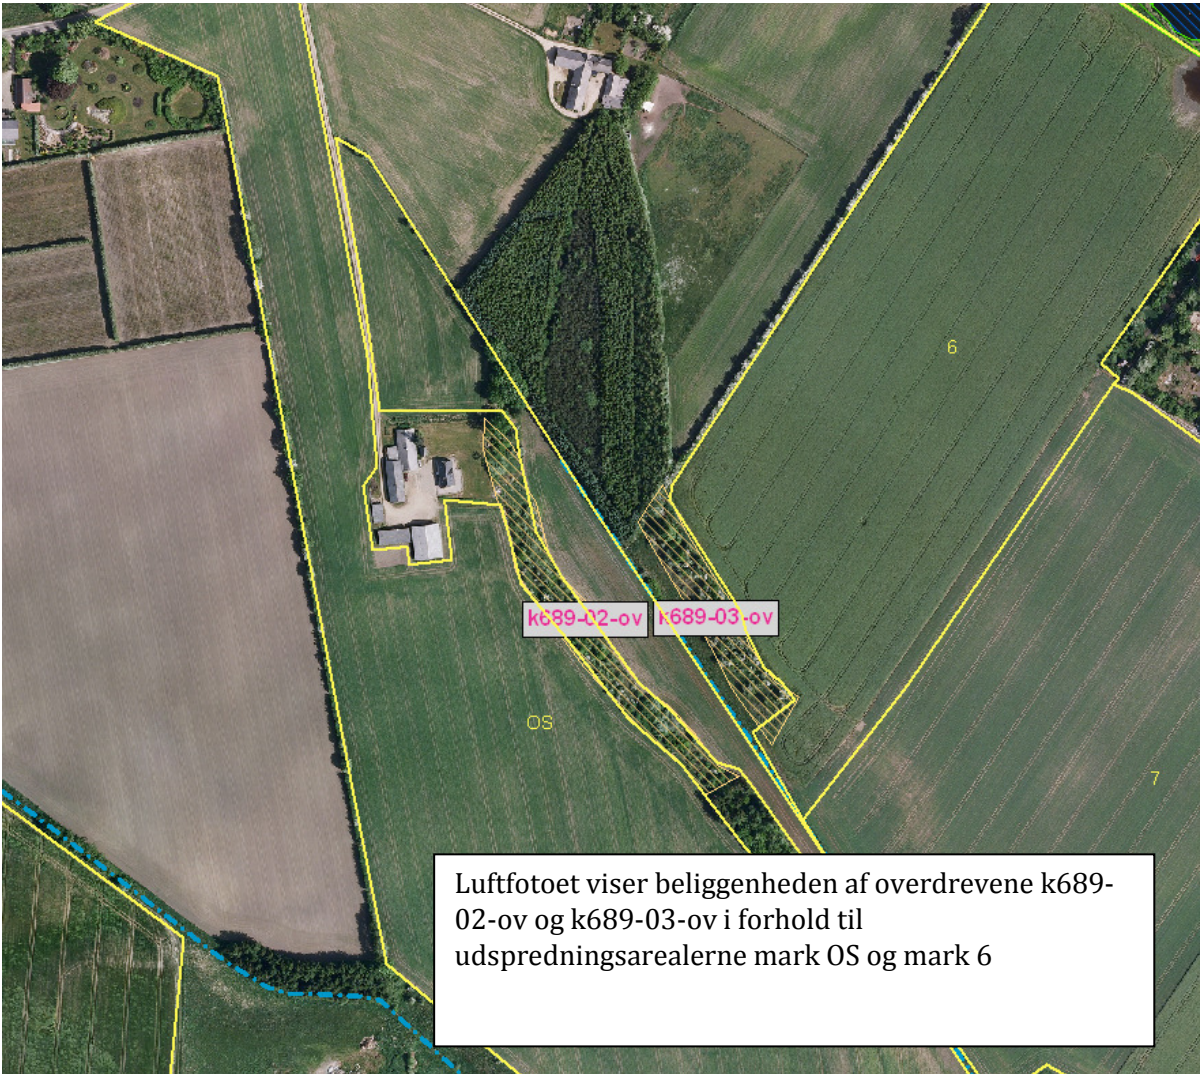 6
k689-02-ov
k689-03-ov
OS
7
Luftfotoet viser beliggenheden af overdrevene k689-
02-ov og k689-03-ov i forhold til
udspredningsarealerne mark OS og mark 6